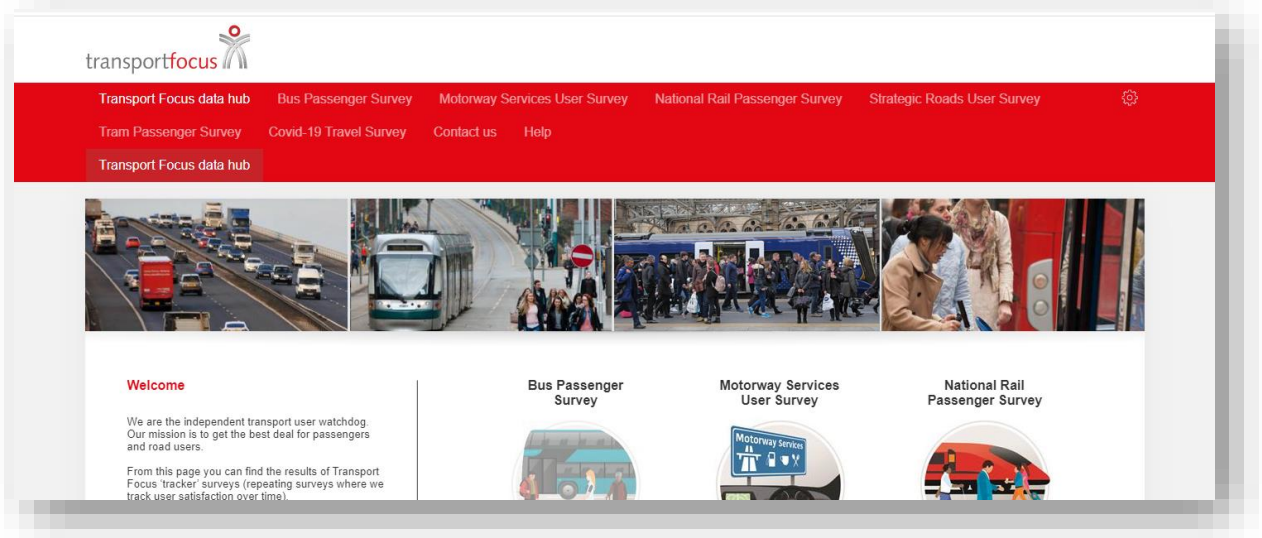 transportfocus
Transport Focus data hub Bus Passenger Survey Motorway Services User Survey National Rail Passenger Survey Strategic Roads User Survey
Tram Passenger Survey Covid-19 Travel Survey Contact us Help
Transport Focus data hub
Welcome
We are the independent transport user watchdog.
Our mission is to get the best deal for passengers
and road users.
From this page you can find the results of Transport
Focus ‘tracker’ surveys (repeating surveys where we
track user satisfaction over time).
Bus Passenger
Survey
Motorway Services
User Survey
Motorway Services
National Rail
Passenger Survey